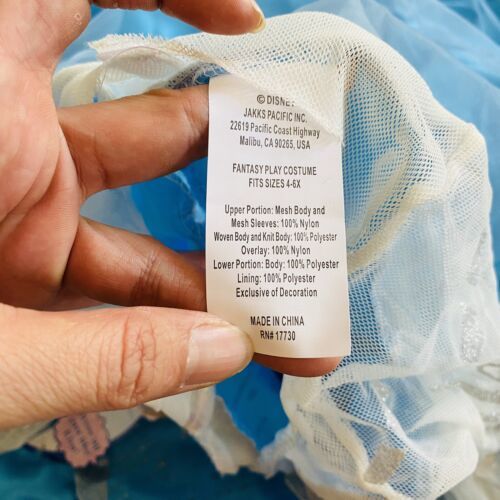 © DISNEY
JAKKS PACIFIC INC.
22619 Pacific Coast Highway
Malibu, CA 90265, USA
FANTASY PLAY COSTUME
FITS SIZES 4-6X
Upper Portion: Mesh Body and
Mesh Sleeves: 100% Nylon
Woven Body and Knit Body: 100% Polyester
Overlay: 100% Nylon
Lower Portion: Body: 100% Polyester
Lining: 100% Polyester
Exclusive of Decoration
MADE IN CHINA
RN# 17730